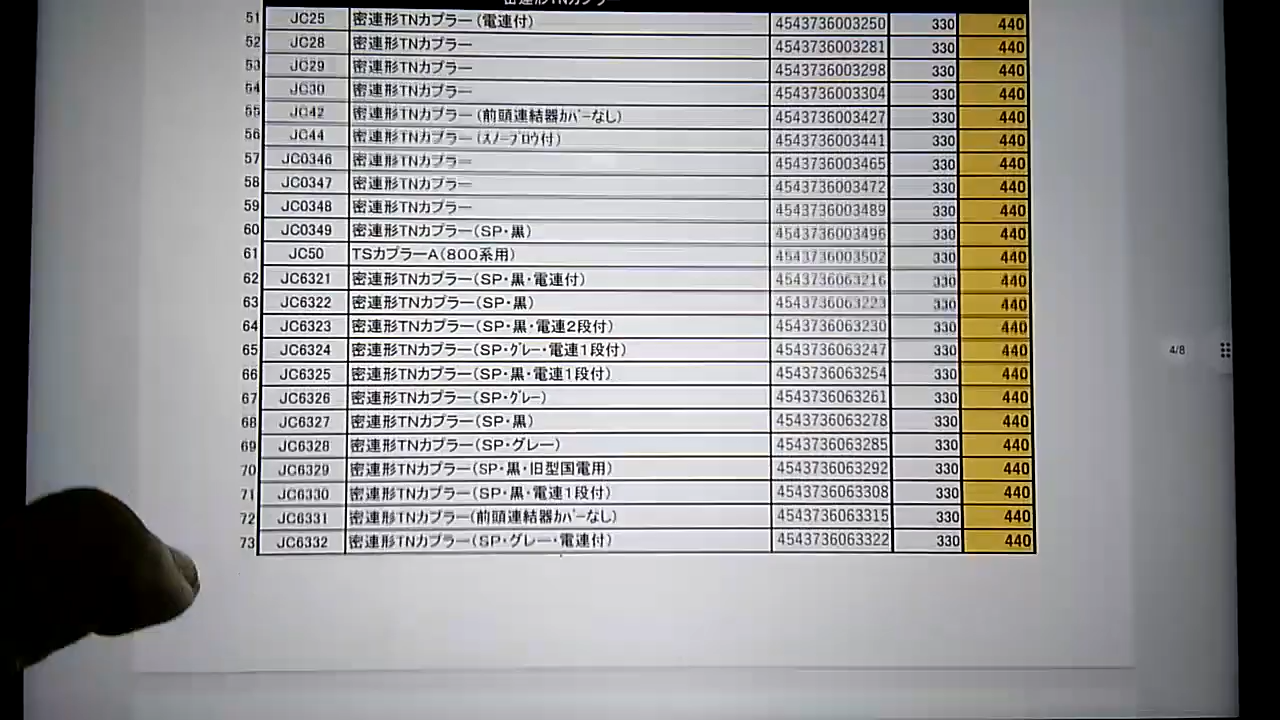 密連形TNカプラー
51 JC25 密連形TNカプラー (電連付) 4543736003250 330 440
52 JC28 密連形TNカプラー 4543736003281 330 440
53 JC29 密連形TNカプラー 4543736003298 330 440
54 JC30 密連形TNカプラー 4543736003304 330 440
55 JC42 密連形TNカプラー (前頭連結器ｶﾊﾞｰなし) 4543736003427 330 440
56 JC44 密連形TNカプラー (ｽﾉｰﾌﾟﾛｳ付) 4543736003441 330 440
57 JC0346 密連形TNカプラー 4543736003465 330 440
58 JC0347 密連形TNカプラー 4543736003472 330 440
59 JC0348 密連形TNカプラー 4543736003489 330 440
60 JC0349 密連形TNカプラー(SP・黒) 4543736003496 330 440
61 JC50 TSカプラーA(800系用) 4543736003502 330 440
62 JC6321 密連形TNカプラー(SP・黒・電連付) 4543736063216 330 440
63 JC6322 密連形TNカプラー(SP・黒) 4543736063223 330 440
64 JC6323 密連形TNカプラー(SP・黒・電連2段付) 4543736063230 330 440
65 JC6324 密連形TNカプラー(SP・ｸﾞﾚｰ・電連1段付) 4543736063247 330 440
66 JC6325 密連形TNカプラー(SP・黒・電連1段付) 4543736063254 330 440
67 JC6326 密連形TNカプラー(SP・ｸﾞﾚｰ) 4543736063261 330 440
68 JC6327 密連形TNカプラー(SP・黒) 4543736063278 330 440
69 JC6328 密連形TNカプラー(SP・グレー) 4543736063285 330 440
70 JC6329 密連形TNカプラー(SP・黒・旧型国電用) 4543736063292 330 440
71 JC6330 密連形TNカプラー(SP・黒・電連1段付) 4543736063308 330 440
72 JC6331 密連形TNカプラー(前頭連結器ｶﾊﾞｰなし) 4543736063315 330 440
73 JC6332 密連形TNカプラー(SP・グレー・電連付) 4543736063322 330 440
4/8